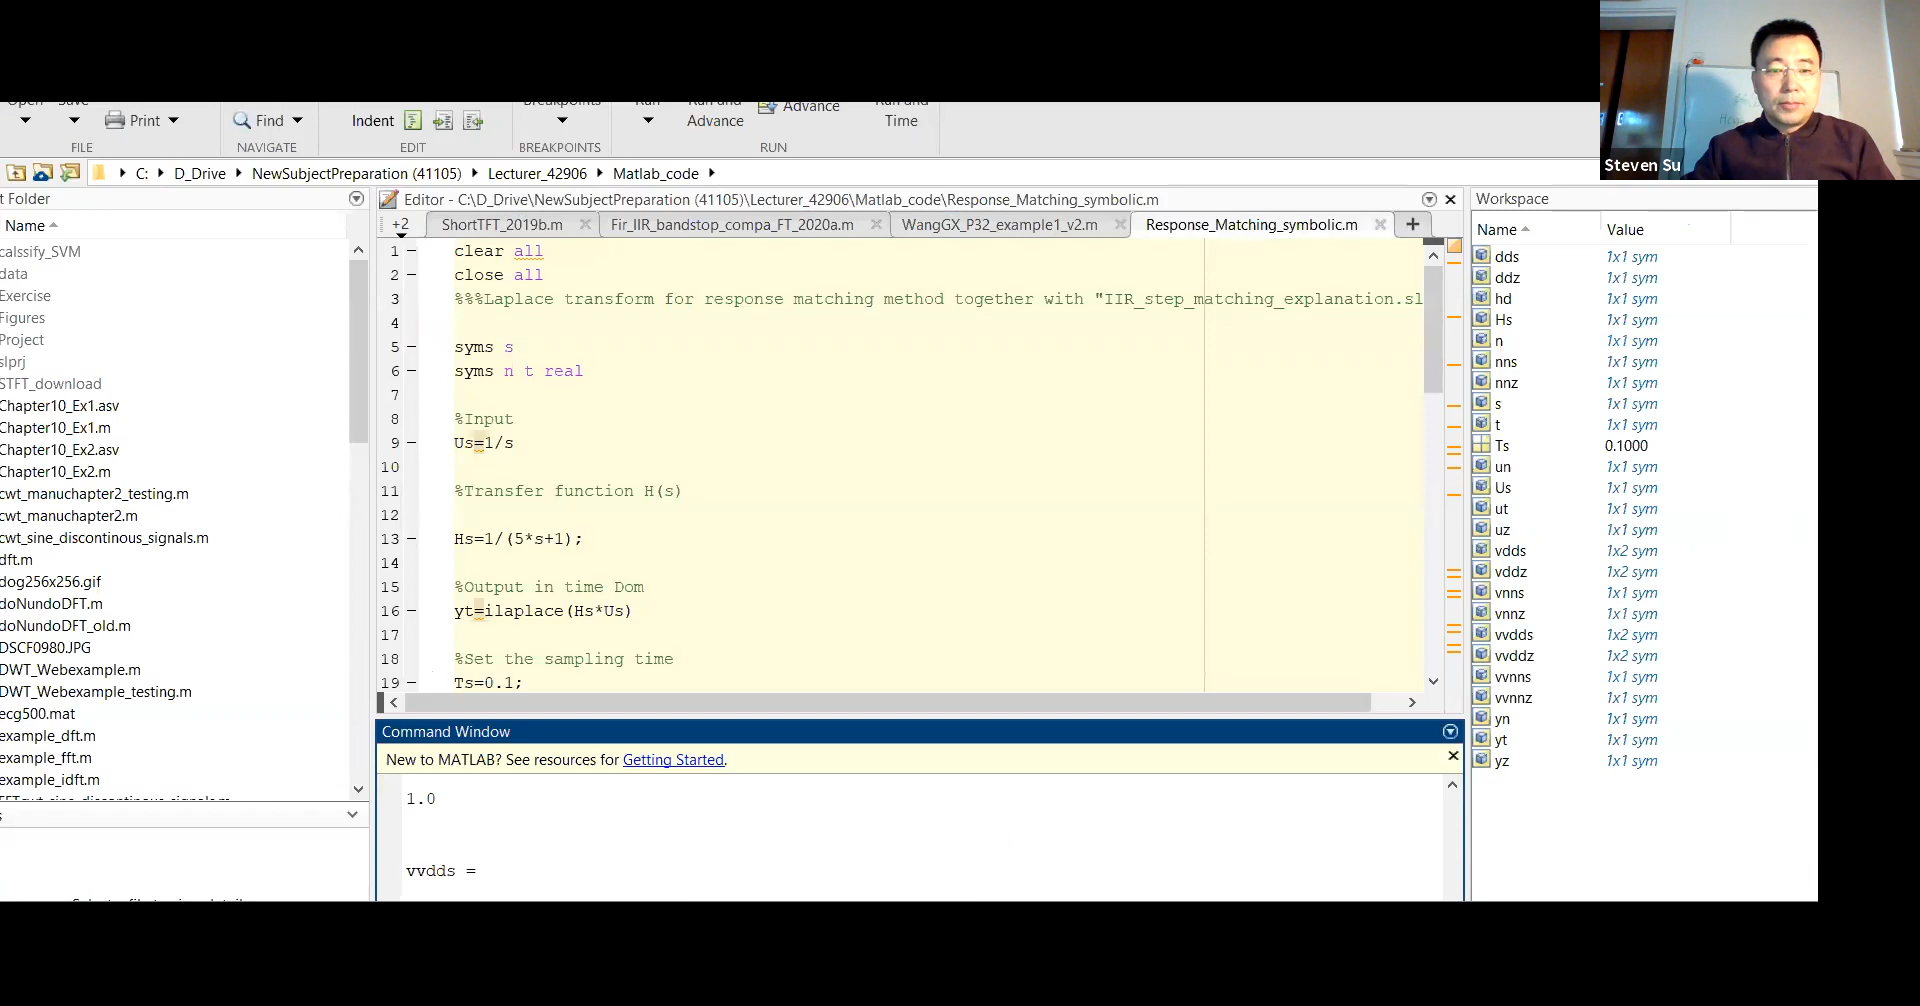 Steven Su
Open Save
Print
Find
Indent
Breakpoints
Run
Run and
Advance
Advance
Run and
Time
FILE
NAVIGATE
EDIT
BREAKPOINTS
RUN
C: D_Drive NewSubjectPreparation (41105) Lecturer_42906 Matlab_code
t Folder
Name
calssify_SVM
data
Exercise
Figures
Project
slprj
STFT_download
Chapter10_Ex1.asv
Chapter10_Ex1.m
Chapter10_Ex2.asv
Chapter10_Ex2.m
cwt_manuchapter2_testing.m
cwt_manuchapter2.m
cwt_sine_discontinous_signals.m
dft.m
dog256x256.gif
doNundoDFT.m
doNundoDFT_old.m
DSCF0980.JPG
DWT_Webexample.m
DWT_Webexample_testing.m
ecg500.mat
example_dft.m
example_fft.m
example_idft.m
s
Editor - C:\D_Drive\NewSubjectPreparation (41105)\Lecturer_42906\Matlab_code\Response_Matching_symbolic.m
+2 ShortTFT_2019b.m Fir_IIR_bandstop_compa_FT_2020a.m WangGX_P32_example1_v2.m Response_Matching_symbolic.m
1 – clear all
2 – close all
3 %%%Laplace transform for response matching method together with "IIR_step_matching_explanation.sl
4
5 – syms s
6 – syms n t real
7
8 %Input
9 – Us=1/s
10
11 %Transfer function H(s)
12
13 – Hs=1/(5*s+1);
14
15 %Output in time Dom
16 – yt=ilaplace(Hs*Us)
17
18 %Set the sampling time
19 – Ts=0.1;
Command Window
New to MATLAB? See resources for Getting Started.
1.0
vvdds =
Workspace
Name Value
dds 1x1 sym
ddz 1x1 sym
hd 1x1 sym
Hs 1x1 sym
n 1x1 sym
nns 1x1 sym
nnz 1x1 sym
s 1x1 sym
t 1x1 sym
Ts 0.1000
un 1x1 sym
Us 1x1 sym
ut 1x1 sym
uz 1x1 sym
vdds 1x2 sym
vddz 1x2 sym
vnns 1x1 sym
vnnz 1x1 sym
vvdds 1x2 sym
vvddz 1x2 sym
vvnns 1x1 sym
vvnnz 1x1 sym
yn 1x1 sym
yt 1x1 sym
yz 1x1 sym